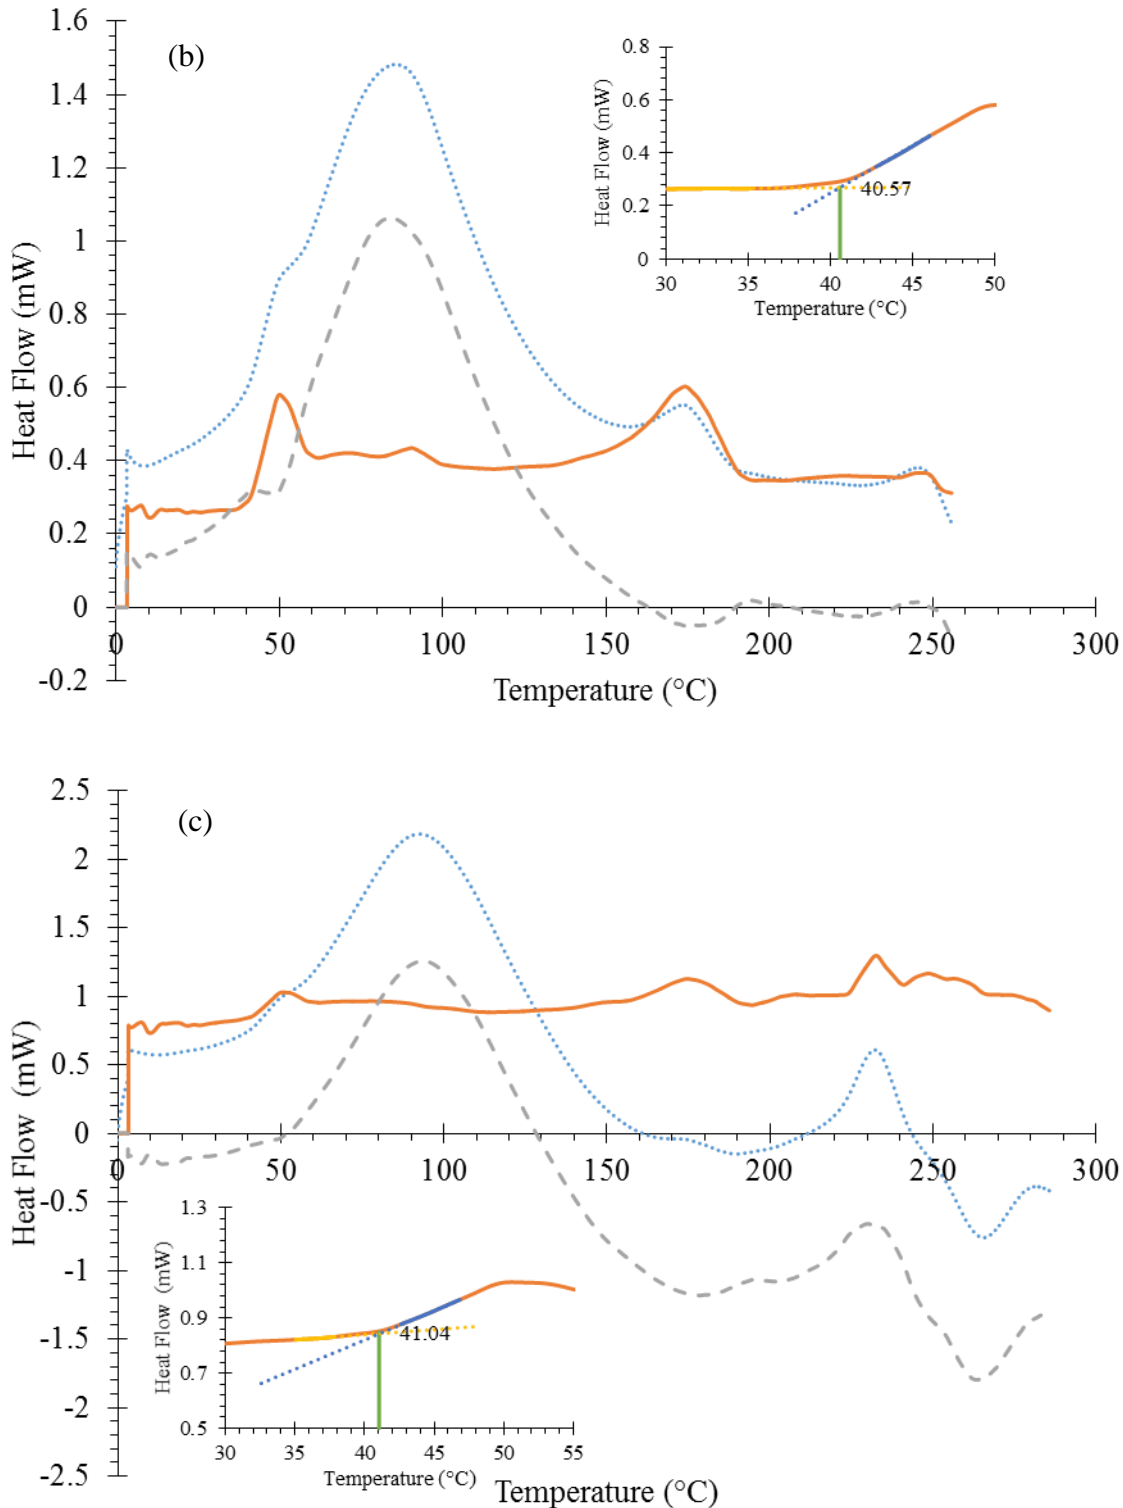 (b)
1.6
1.4
1.2
1
0.8
0.6
0.4
0.2
0
-0.2
Heat Flow (mW)
0 50 100 150 200 250 300
Temperature (°C)
0.8
0.6
0.4
0.2
0
Heat Flow (mW)
40.57
30 35 40 45 50
Temperature (°C)
(c)
2.5
2
1.5
1
0.5
0
-0.5
-1
-1.5
-2
-2.5
Heat Flow (mW)
0 50 100 150 200 250 300
1.3
1.1
0.9
0.7
0.5
Heat Flow (mW)
41.04
30 35 40 45 50 55
Temperature (°C)
Temperature (°C)